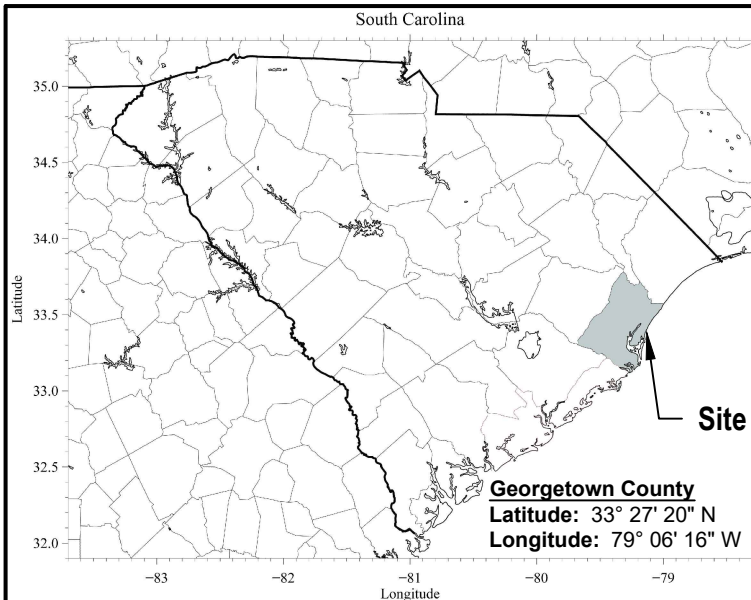 South Carolina
35.0
34.5
34.0
33.5
33.0
32.5
32.0
Latitude
Site
Georgetown County
Latitude: 33° 27' 20" N
Longitude: 79° 06' 16" W
−83
−82
−81
−80
−79
Longitude